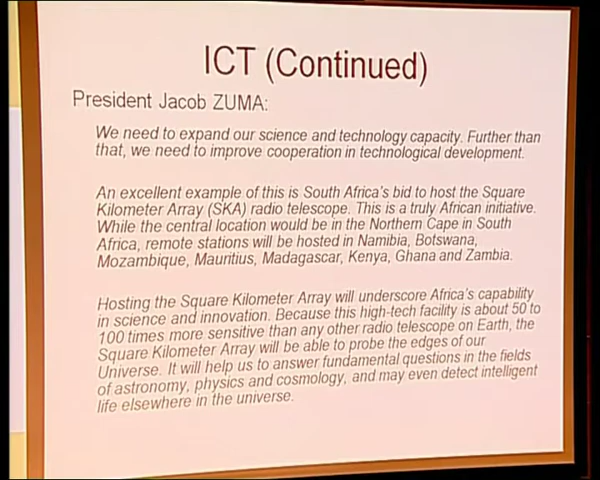 ICT (Continued)
President Jacob ZUMA:
We need to expand our science and technology capacity. Further than
that, we need to improve cooperation in technological development.
An excellent example of this is South Africa's bid to host the Square
Kilometer Array (SKA) radio telescope. This is a truly African initiative.
While the central location would be in the Northern Cape in South
Africa, remote stations will be hosted in Namibia, Botswana,
Mozambique, Mauritius, Madagascar, Kenya, Ghana and Zambia.
Hosting the Square Kilometer Array will underscore Africa's capability
in science and innovation. Because this high-tech facility is about 50 to
100 times more sensitive than any other radio telescope on Earth, the
Square Kilometer Array will be able to probe the edges of our
Universe. It will help us to answer fundamental questions in the fields
of astronomy, physics and cosmology, and may even detect intelligent
life elsewhere in the universe.